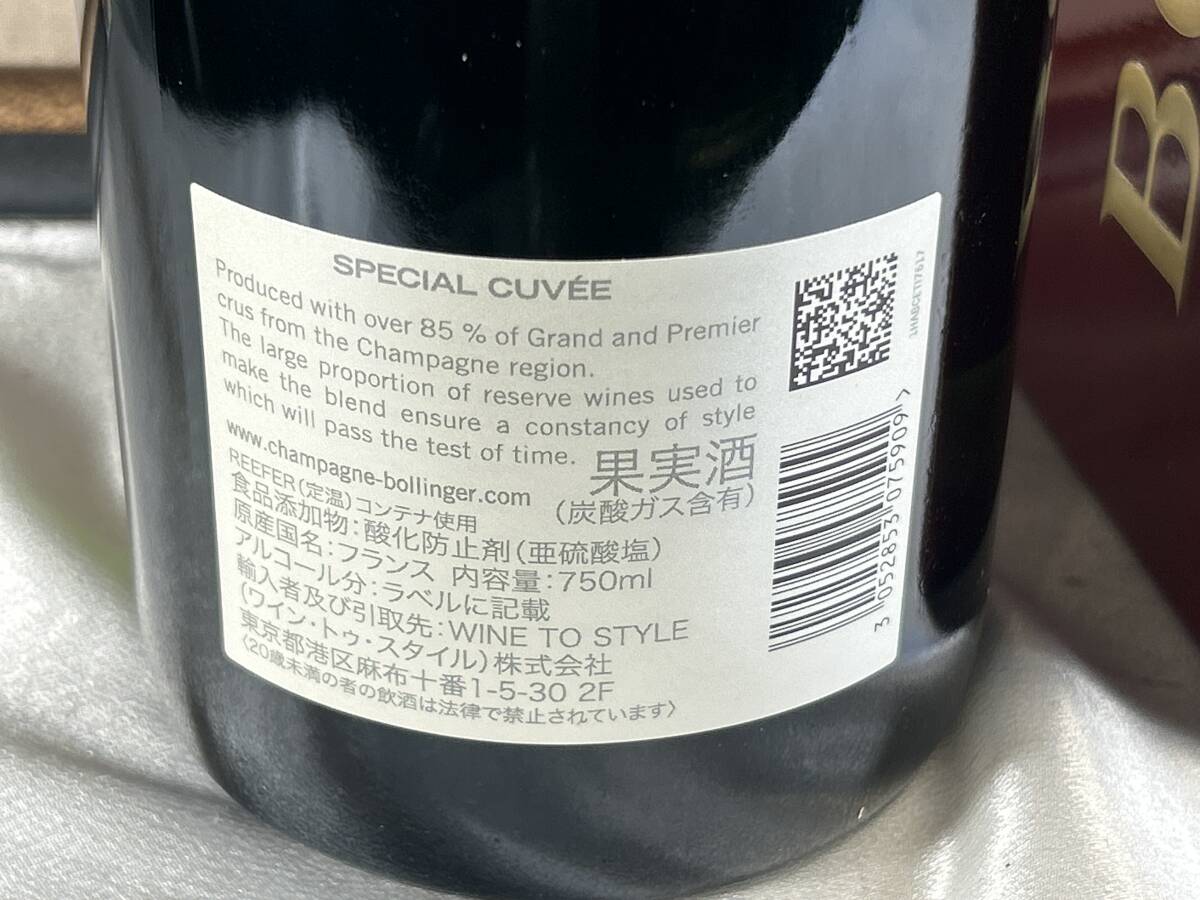 SPECIAL CUVÉE
Produced with over 85 % of Grand and Premier
crus from the Champagne region.
The large proportion of reserve wines used to
make the blend ensure a constancy of style
which will pass the test of time.
www.champagne-bollinger.com
果実酒
(炭酸ガス含有)
REEFER(定温)コンテナ使用
食品添加物:酸化防止剤(亜硫酸塩)
原産国名:フランス 内容量:750ml
アルコール分:ラベルに記載
輸入者及び引取先:WINE TO STYLE
(ワイン・トゥ・スタイル)株式会社
東京都港区麻布十番1-5-30 2F
〈20歳未満の者の飲酒は法律で禁止されています〉
3 052853 075909 >
B